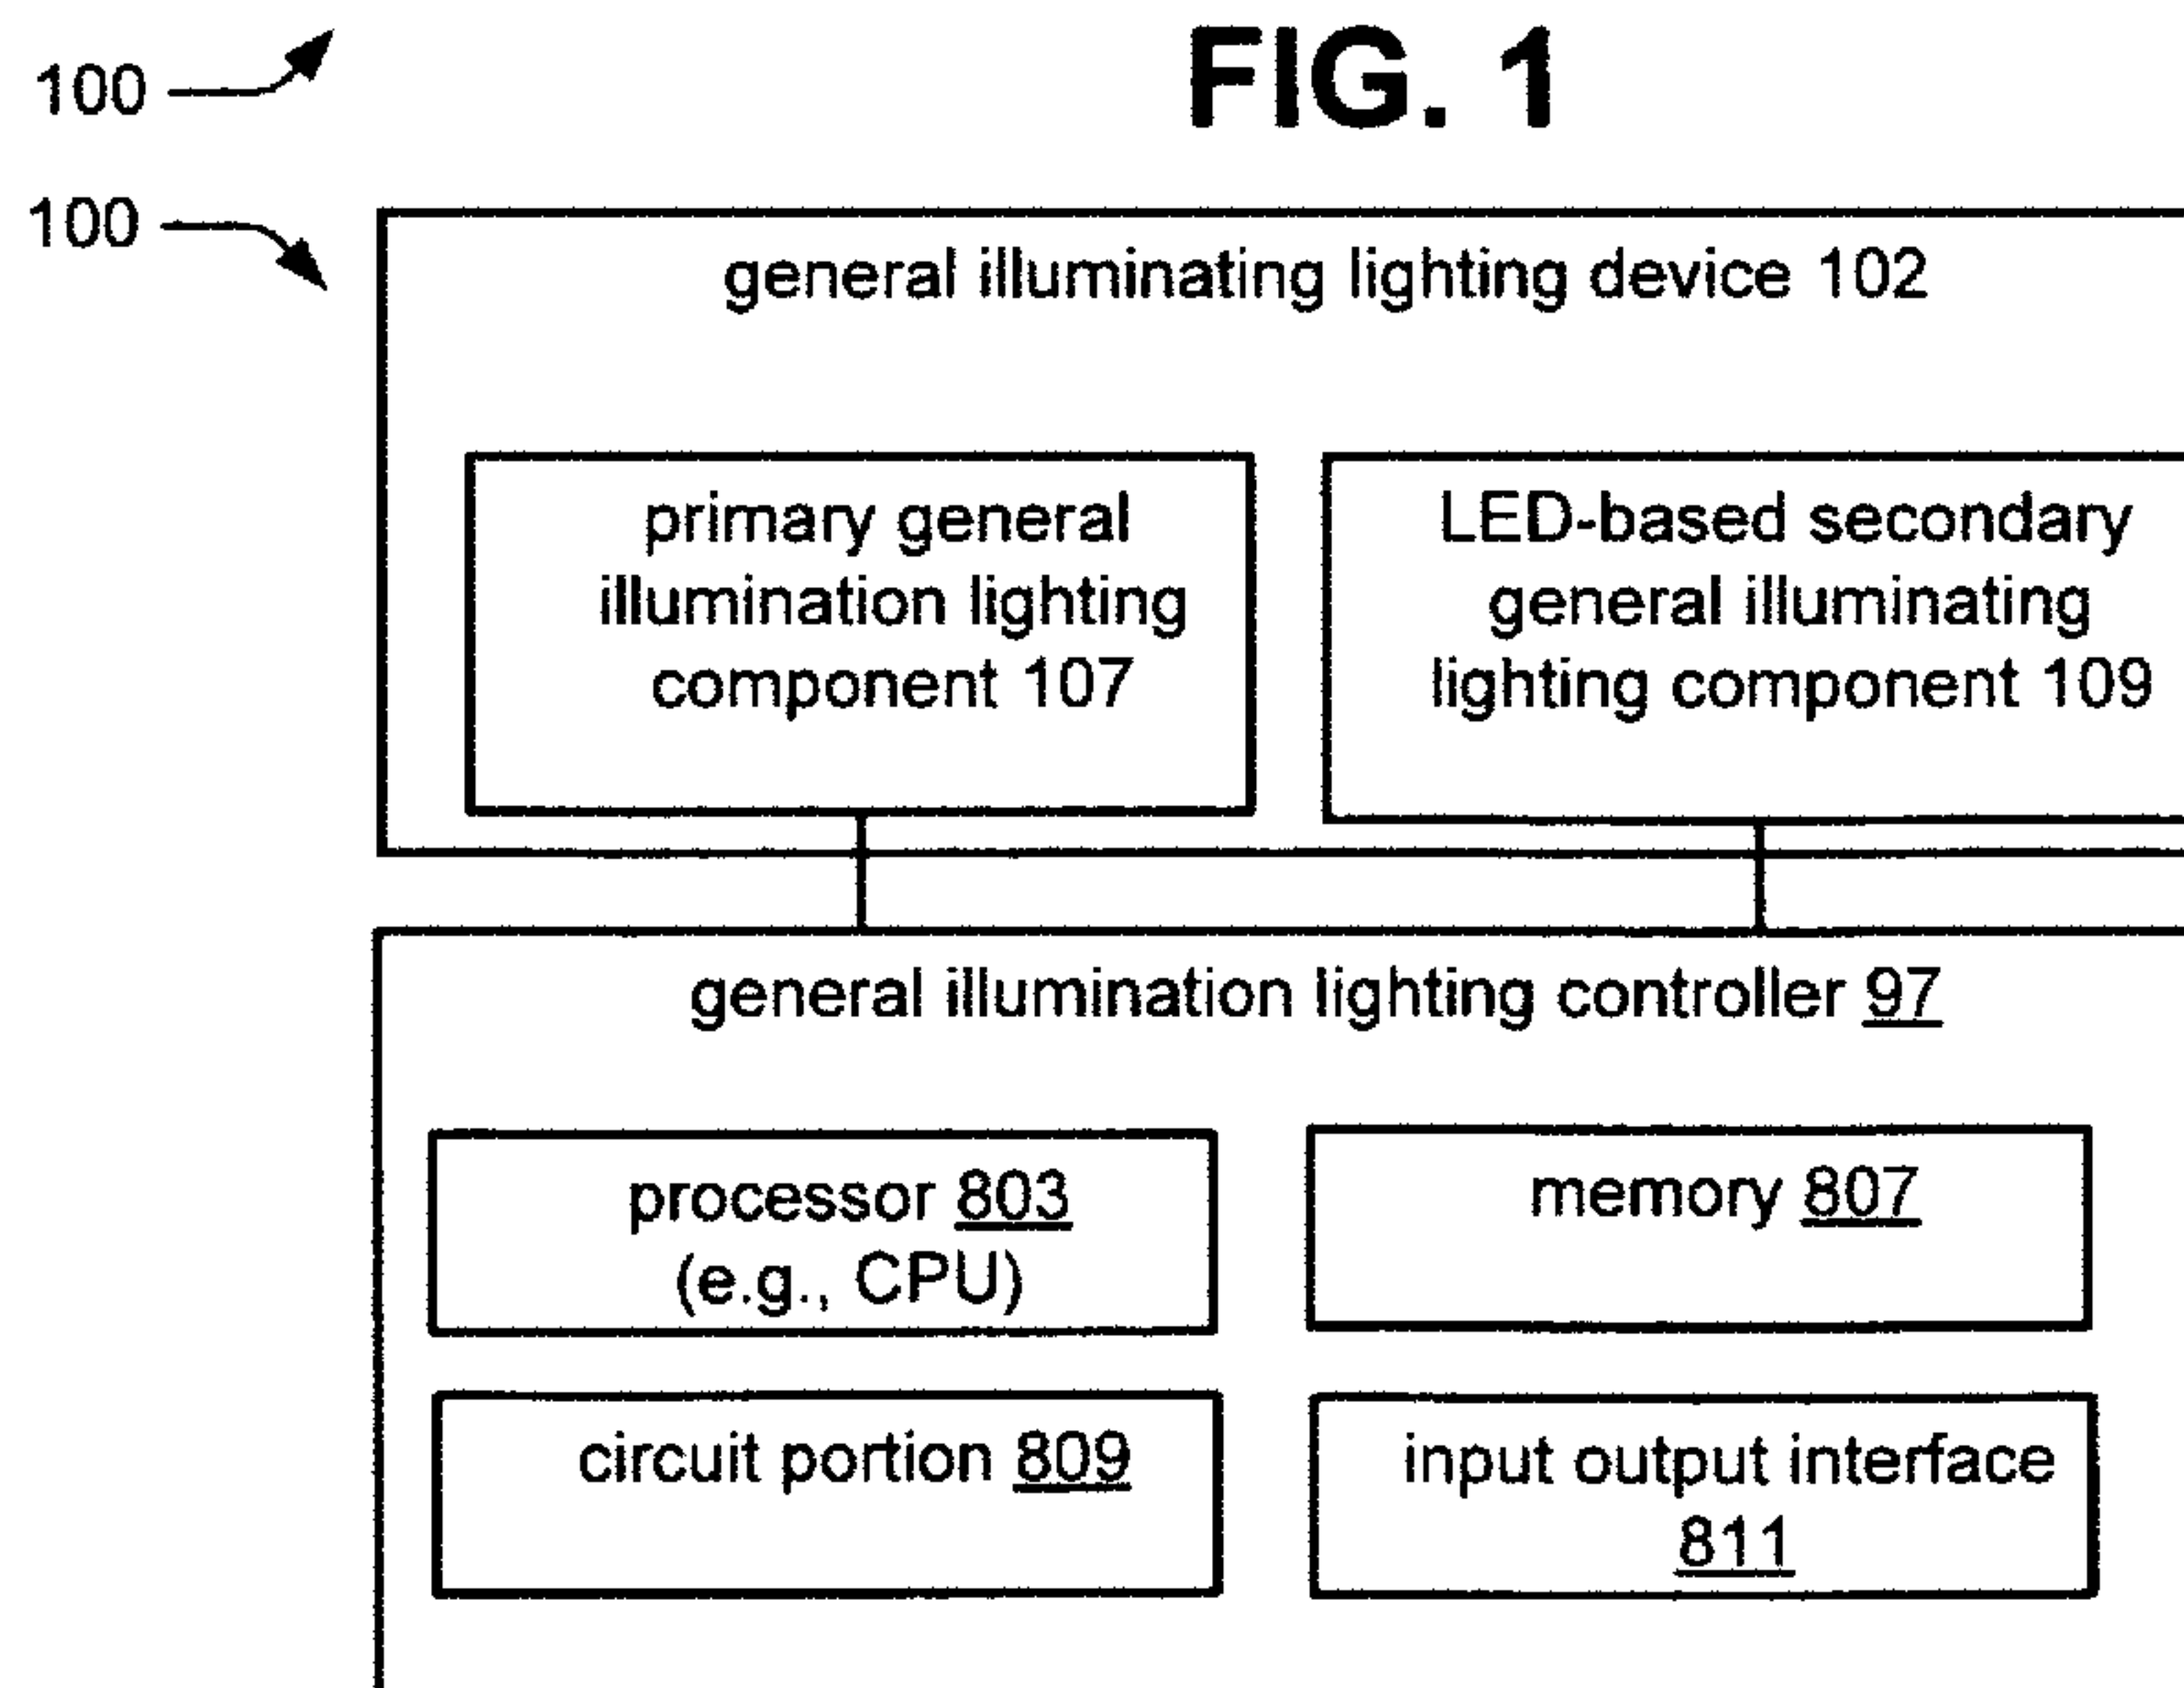 100
FIG. 1
100
general illuminating lighting device 102
primary general
illumination lighting
component 107
LED-based secondary
general illuminating
lighting component 109
general illumination lighting controller 97
processor 803
(e.g., CPU)
memory 807
circuit portion 809
input output interface
811